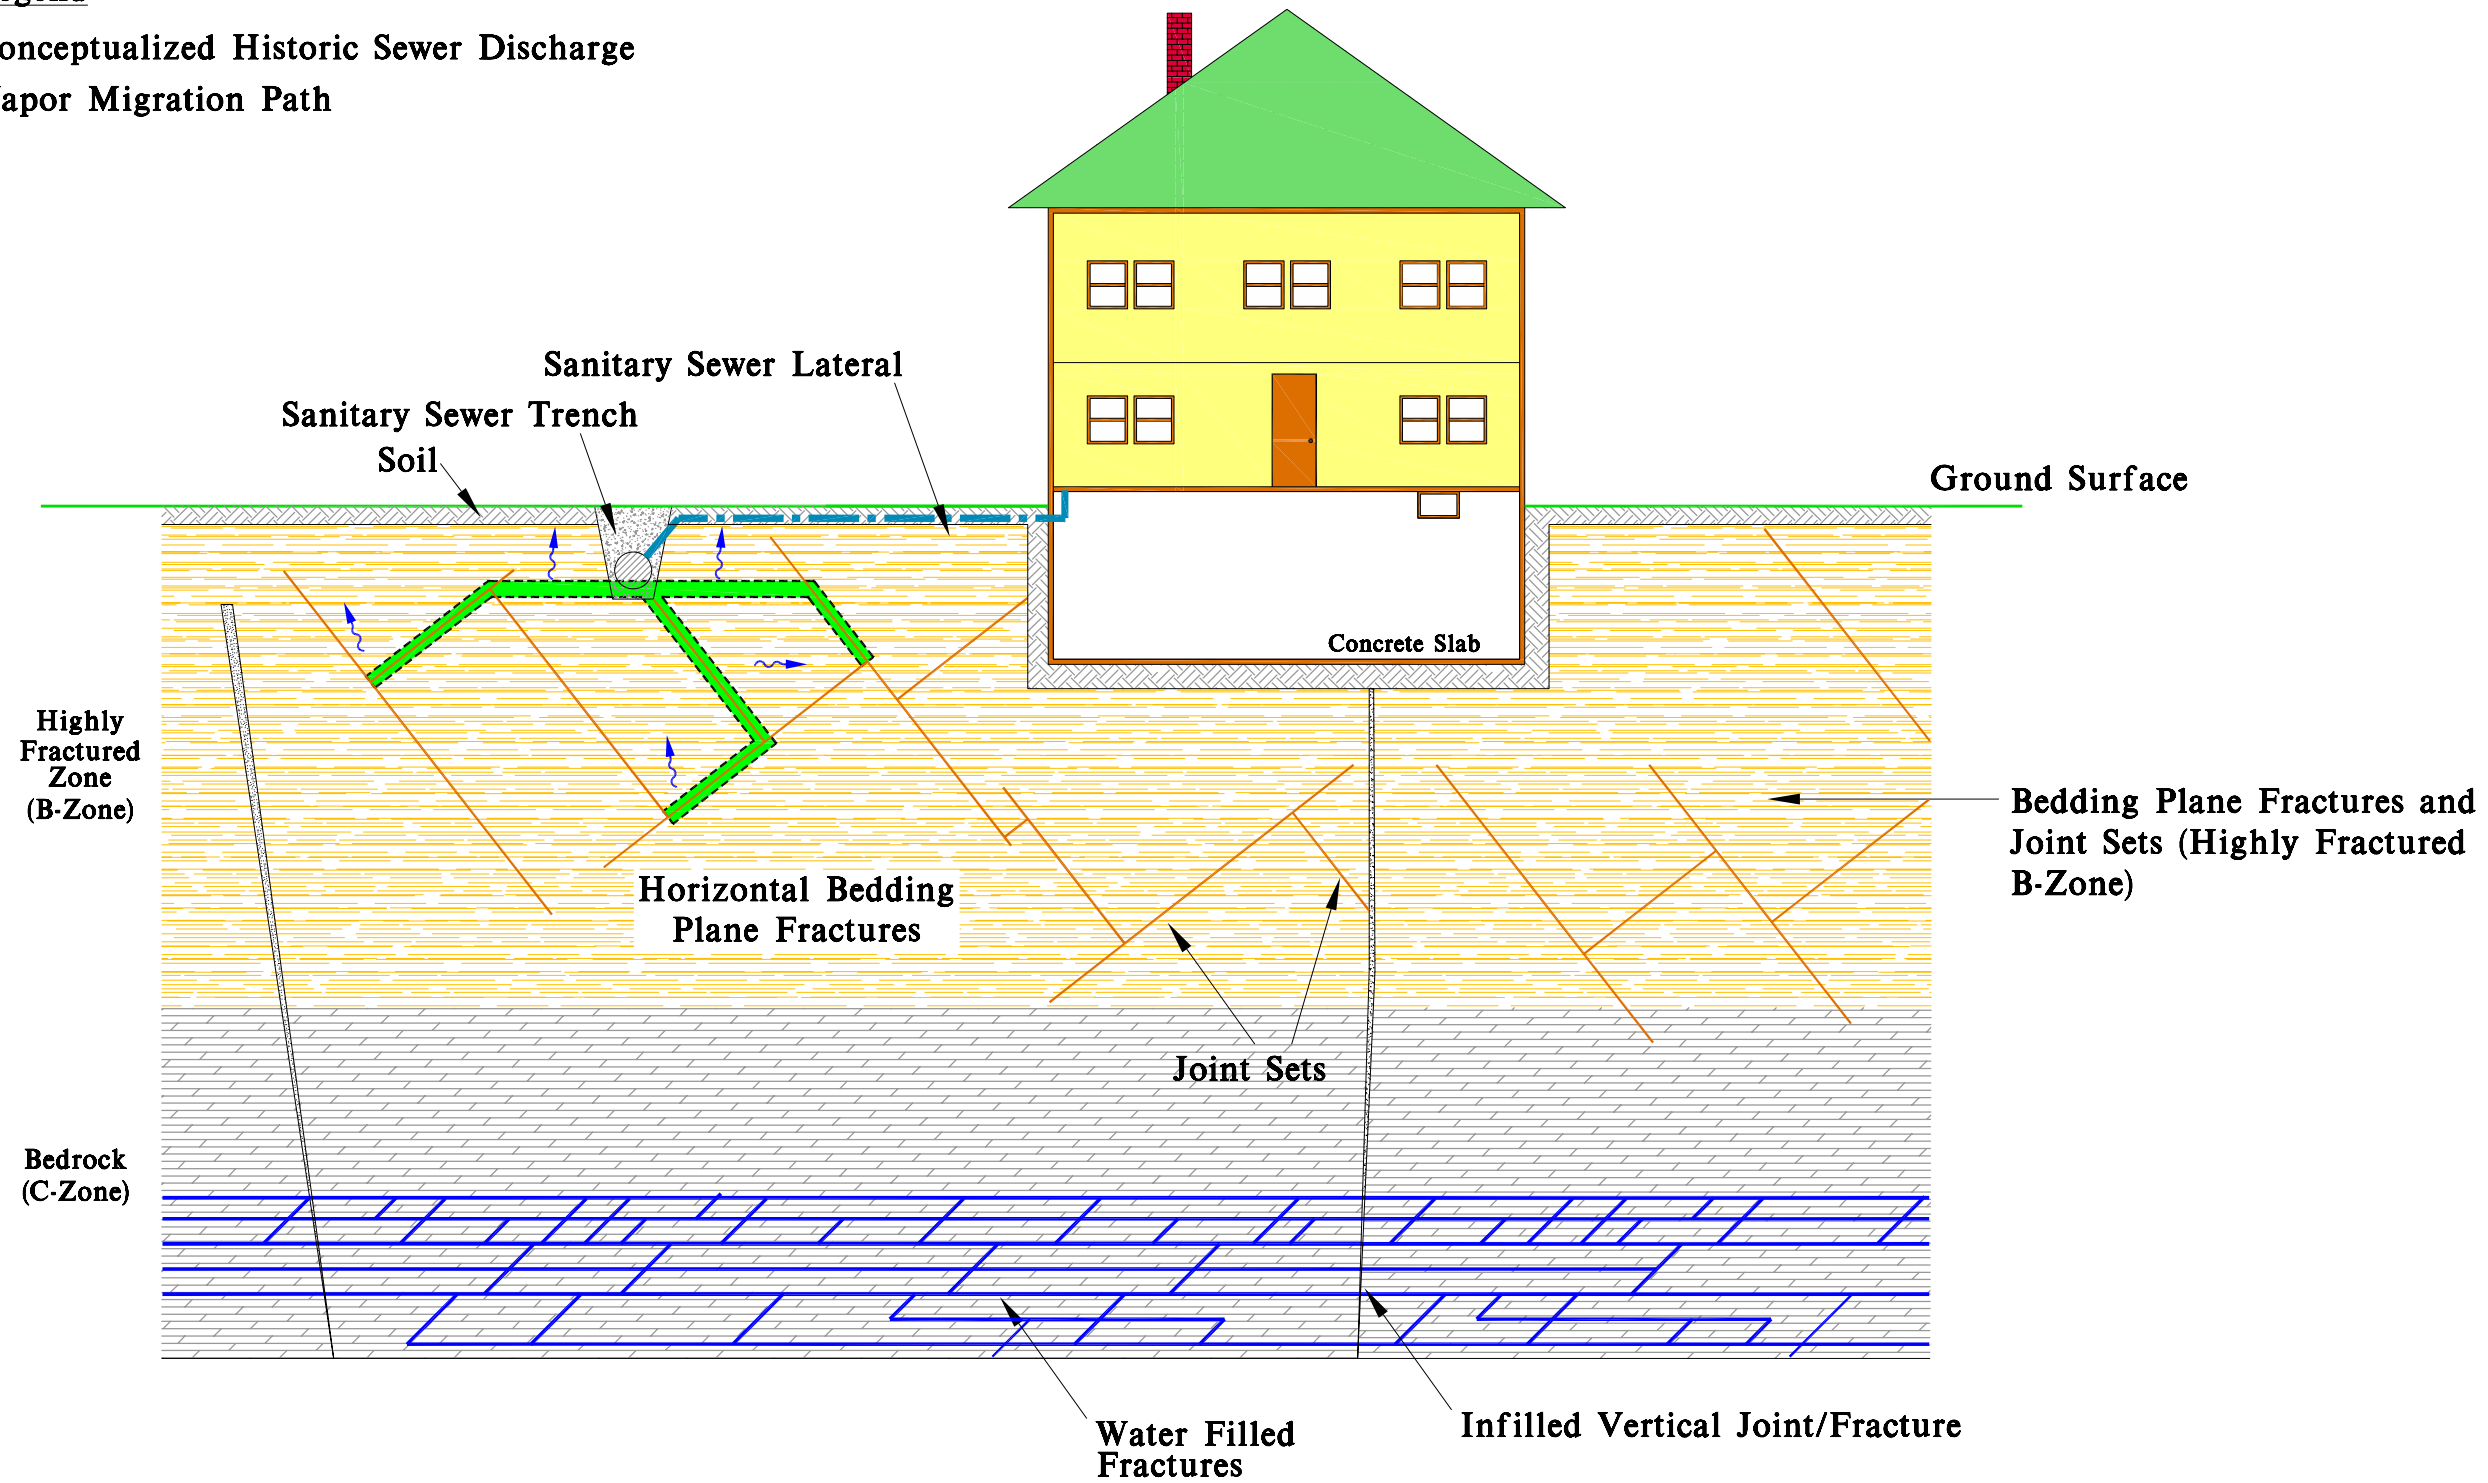 onceptualized Historic Sewer Discharge
apor Migration Path
Sanitary Sewer Lateral
Sanitary Sewer Trench
Soil
Ground Surface
Concrete Slab
Highly
Fractured
Zone
(B-Zone)
Bedding Plane Fractures and
Joint Sets (Highly Fractured
B-Zone)
Horizontal Bedding
Plane Fractures
Joint Sets
Bedrock
(C-Zone)
Water Filled
Fractures
Infilled Vertical Joint/Fracture